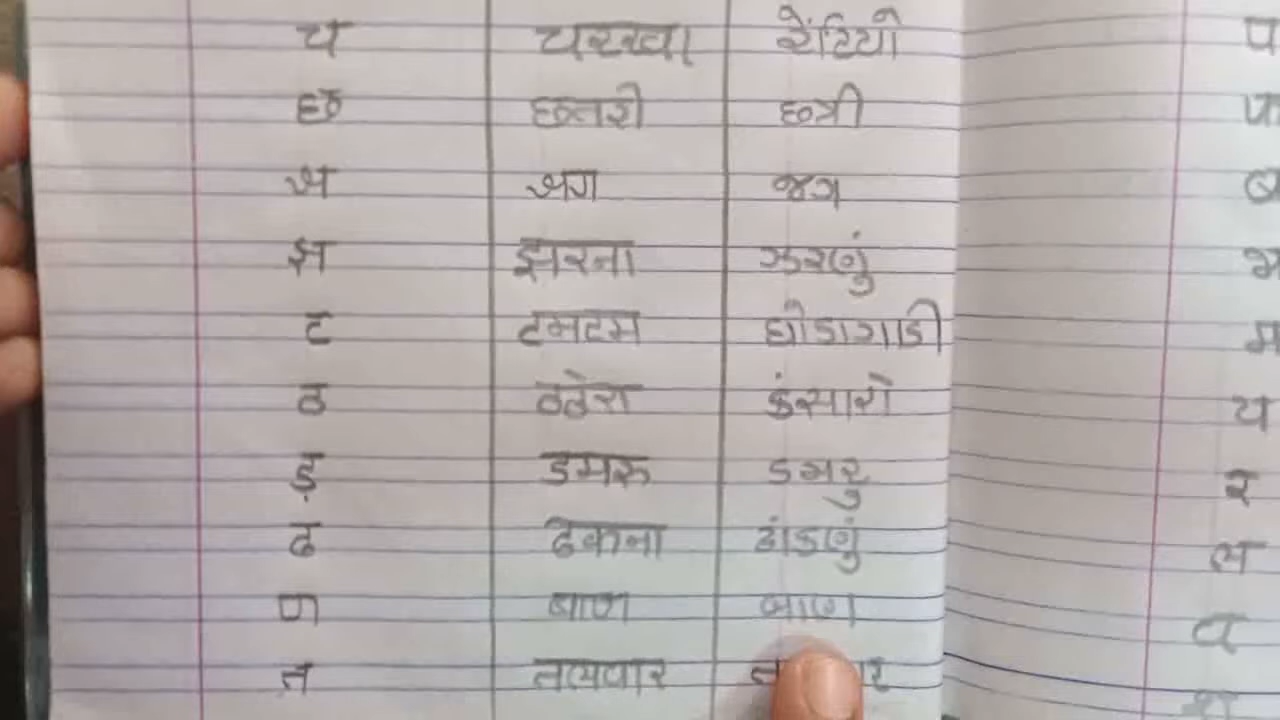 च चरखा રેંટિયો
छ छतरी છત્રી
ज जग જગ
झ झरना ઝરણું
ट टमटम ઘોડાગાડી
ठ ठठेरा કંસારો
ड़ डमरू ડમરુ
ढ ढकना ઢાંકણું
ण बाण બાણ
त तलवार
प
फ
ब
भ
म
य
र
ल
व